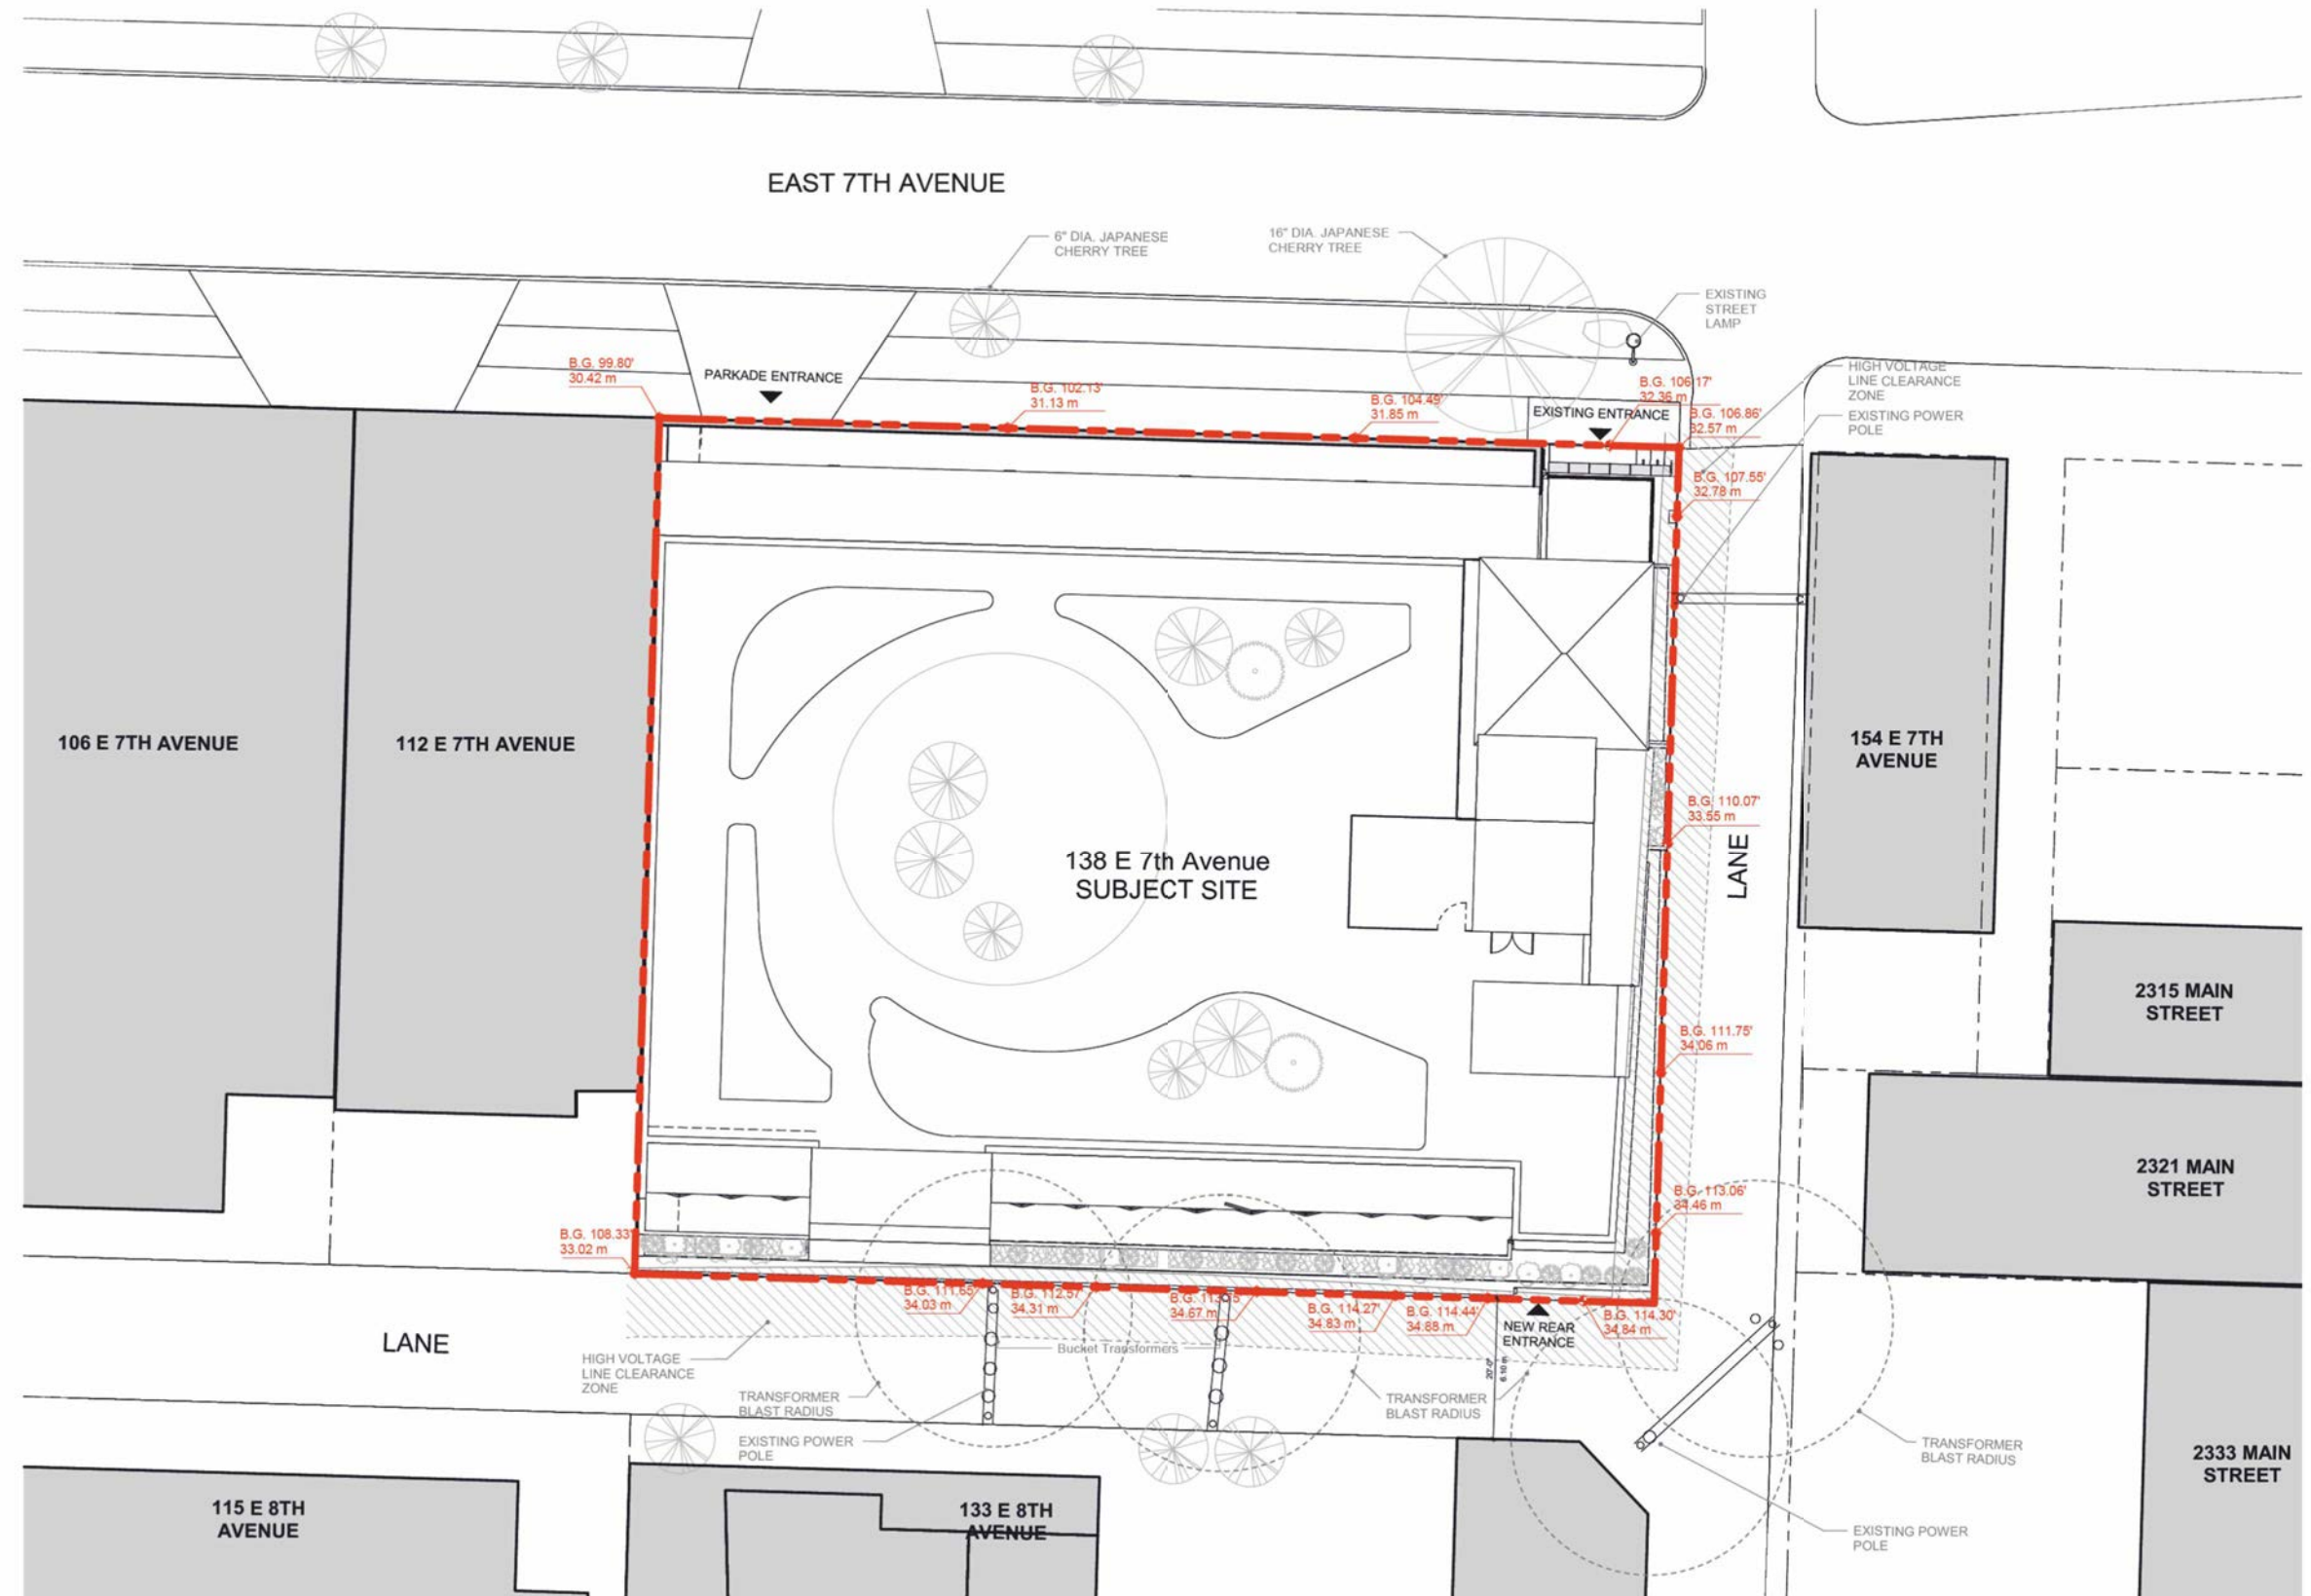 EAST 7TH AVENUE
6" DIA. JAPANESE
CHERRY TREE
16" DIA. JAPANESE
CHERRY TREE
EXISTING
STREET
LAMP
B.G. 99.80'
30.42 m
PARKADE ENTRANCE
B.G. 102.13'
31.13 m
B.G. 104.49'
31.85 m
B.G. 106.17'
32.36 m
EXISTING ENTRANCE
B.G. 106.86'
32.57 m
HIGH VOLTAGE
LINE CLEARANCE
ZONE
EXISTING POWER
POLE
B.G. 107.55'
32.78 m
106 E 7TH AVENUE
112 E 7TH AVENUE
154 E 7TH
AVENUE
B.G. 110.07'
33.55 m
138 E 7th Avenue
SUBJECT SITE
LANE
2315 MAIN
STREET
B.G. 111.75'
34.06 m
2321 MAIN
STREET
B.G. 113.06'
34.46 m
B.G. 108.33'
33.02 m
B.G. 111.65'
34.03 m
B.G. 112.57'
34.31 m
B.G.
34.67 m
B.G. 114.27'
34.83 m
B.G. 114.44'
34.88 m
NEW REAR
ENTRANCE
B.G. 114.30'
34.84 m
LANE
Bucket Transformers
HIGH VOLTAGE
LINE CLEARANCE
ZONE
20'-0"
6.10 m
TRANSFORMER
BLAST RADIUS
TRANSFORMER
BLAST RADIUS
EXISTING POWER
POLE
TRANSFORMER
BLAST RADIUS
2333 MAIN
STREET
115 E 8TH
AVENUE
133 E 8TH
AVENUE
EXISTING POWER
POLE